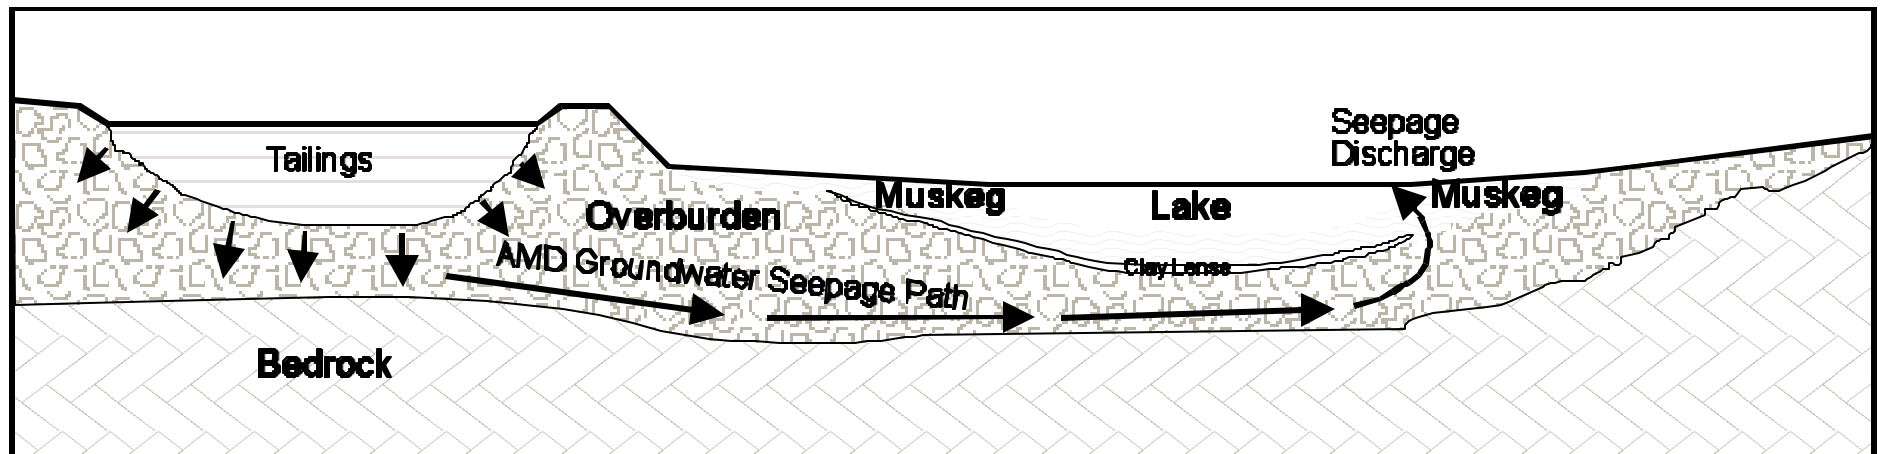 Seepage
Discharge
Tailings
Muskeg
Lake
Muskeg
Overburden
AMD Groundwater Seepage Path
Clay Lense
Bedrock